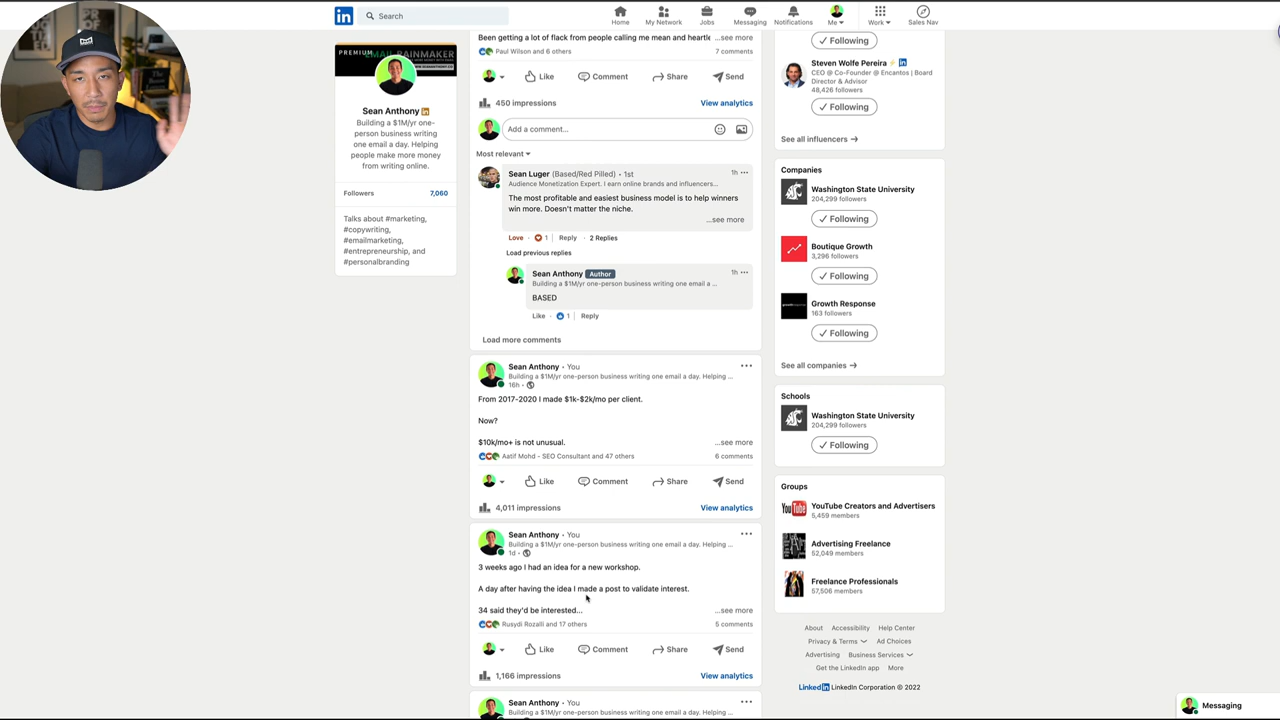 Search
Home
My Network
Jobs
Messaging
Notifications
Me
Work
Sales Nav
PREMIUM
EMAIL RAINMAKER
Sean Anthony
Building a $1M/yr one-
person business writing
one email a day. Helping
people make more money
from writing online.
Followers 7,060
Talks about #marketing,
#copywriting,
#emailmarketing,
#entrepreneurship, and
#personalbranding
Been getting a lot of flack from people calling me mean and heartle ...see more
Paul Wilson and 6 others 7 comments
Like Comment Share Send
450 impressions View analytics
Add a comment...
Most relevant
Sean Luger (Based/Red Pilled) • 1st 1h
Audience Monetization Expert. I earn online brands and influencers...
The most profitable and easiest business model is to help winners
win more. Doesn't matter the niche.
...see more
Love · 1 | Reply · 2 Replies
Load previous replies
Sean Anthony Author 1h
Building a $1M/yr one-person business writing one email a ...
BASED
Like · 1 | Reply
Load more comments
Sean Anthony • You
Building a $1M/yr one-person business writing one email a day. Helping ...
16h •
From 2017-2020 I made $1k-$2k/mo per client.
Now?
$10k/mo+ is not unusual. ...see more
Aatif Mohd - SEO Consultant and 47 others 6 comments
Like Comment Share Send
4,011 impressions View analytics
Sean Anthony • You
Building a $1M/yr one-person business writing one email a day. Helping ...
1d •
3 weeks ago I had an idea for a new workshop.
A day after having the idea I made a post to validate interest.
34 said they'd be interested... ...see more
Rusydi Rozalli and 17 others 5 comments
Like Comment Share Send
1,166 impressions View analytics
Sean Anthony • You
Building a $1M/yr one-person business writing one email a day. Helping ...
Following
Steven Wolfe Pereira
CEO @ Co-Founder @ Encantos | Board
Director & Advisor
48,426 followers
Following
See all influencers
Companies
Washington State University
204,299 followers
Following
Boutique Growth
3,296 followers
Following
Growth Response
163 followers
Following
See all companies
Schools
Washington State University
204,299 followers
Following
Groups
YouTube Creators and Advertisers
5,459 members
Advertising Freelance
52,049 members
Freelance Professionals
57,506 members
About Accessibility Help Center
Privacy & Terms Ad Choices
Advertising Business Services
Get the LinkedIn app More
LinkedIn LinkedIn Corporation © 2022
Messaging